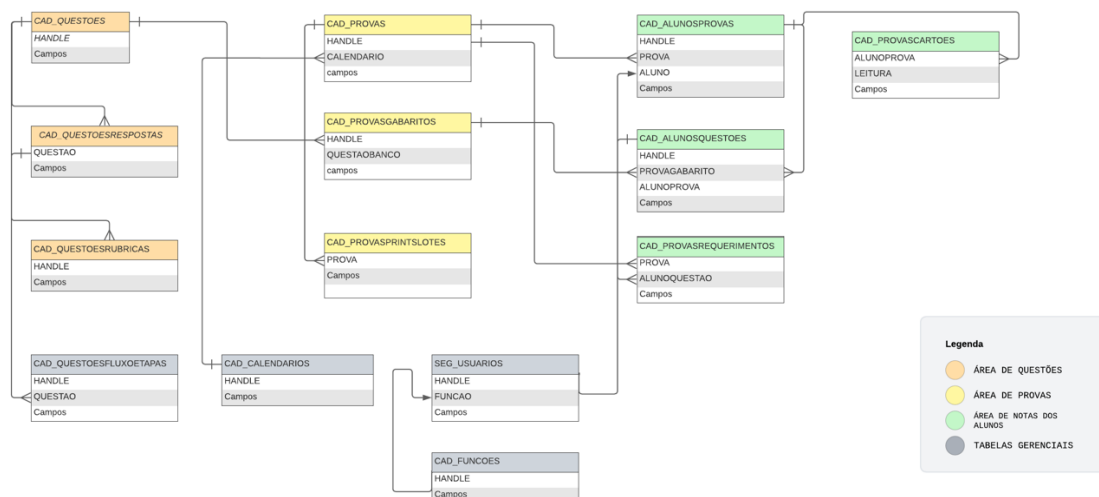 CAD_QUESTOES
HANDLE
Campos
CAD_QUESTOESRESPOSTAS
QUESTAO
Campos
CAD_QUESTOESRUBRICAS
HANDLE
Campos
CAD_QUESTOESFLUXOETAPAS
HANDLE
QUESTAO
Campos
CAD_PROVAS
HANDLE
CALENDARIO
campos
CAD_PROVASGABARITOS
HANDLE
QUESTAOBANCO
campos
CAD_PROVASPRINTSLOTES
PROVA
Campos
CAD_CALENDARIOS
HANDLE
Campos
SEG_USUARIOS
HANDLE
FUNCAO
Campos
CAD_FUNCOES
HANDLE
Campos
CAD_ALUNOSPROVAS
HANDLE
PROVA
ALUNO
Campos
CAD_ALUNOSQUESTOES
HANDLE
PROVAGABARITO
ALUNOPROVA
Campos
CAD_PROVASREQUERIMENTOS
PROVA
ALUNOQUESTAO
Campos
CAD_PROVASCARTOES
ALUNOPROVA
LEITURA
Campos
Legenda
ÁREA DE QUESTÕES
ÁREA DE PROVAS
ÁREA DE NOTAS DOS
ALUNOS
TABELAS GERENCIAIS